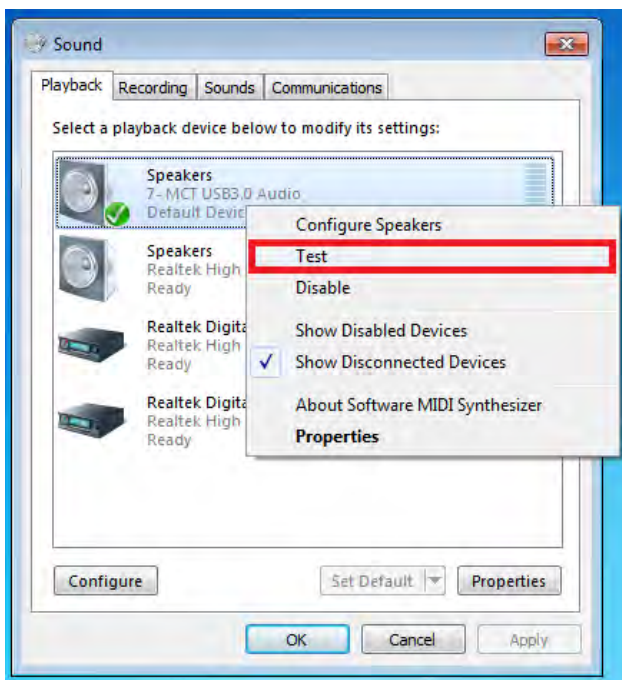 Sound
Playback Recording Sounds Communications
Select a playback device below to modify its settings:
Speakers
7- MCT USB3.0 Audio
Default Devic
Configure Speakers
Speakers
Realtek High
Ready
Test
Disable
Realtek Digita
Realtek High
Ready
Show Disabled Devices
Show Disconnected Devices
Realtek Digita
Realtek High
Ready
About Software MIDI Synthesizer
Properties
Configure Set Default Properties
OK Cancel Apply